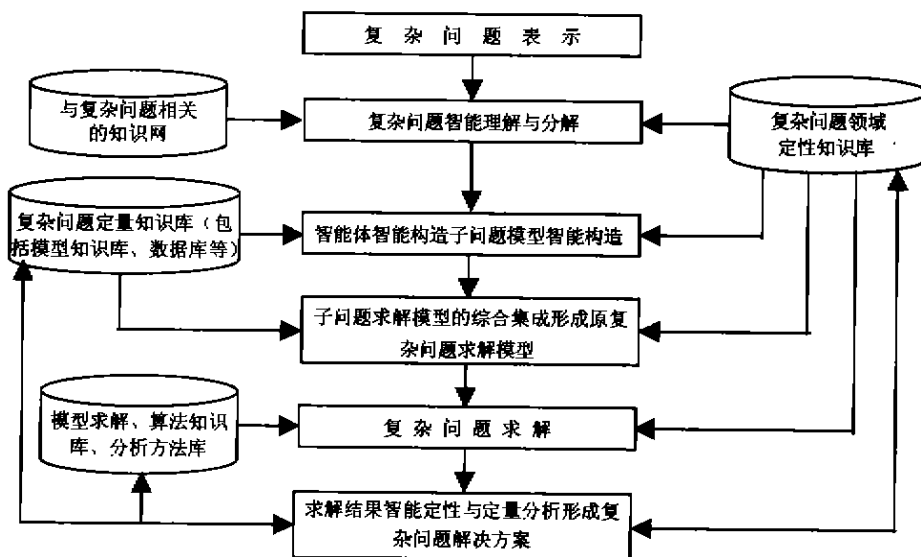 复杂问题表示
与复杂问题相关
的知识网
复杂问题智能理解与分解
复杂问题领域
定性知识库
复杂问题定量知识库（包
括模型知识库、数据库等）
智能体智能构造子问题模型智能构造
子问题求解模型的综合集成形成原复
杂问题求解模型
模型求解、算法知识
库、分析方法库
复杂问题求解
求解结果智能定性与定量分析形成复
杂问题解决方案